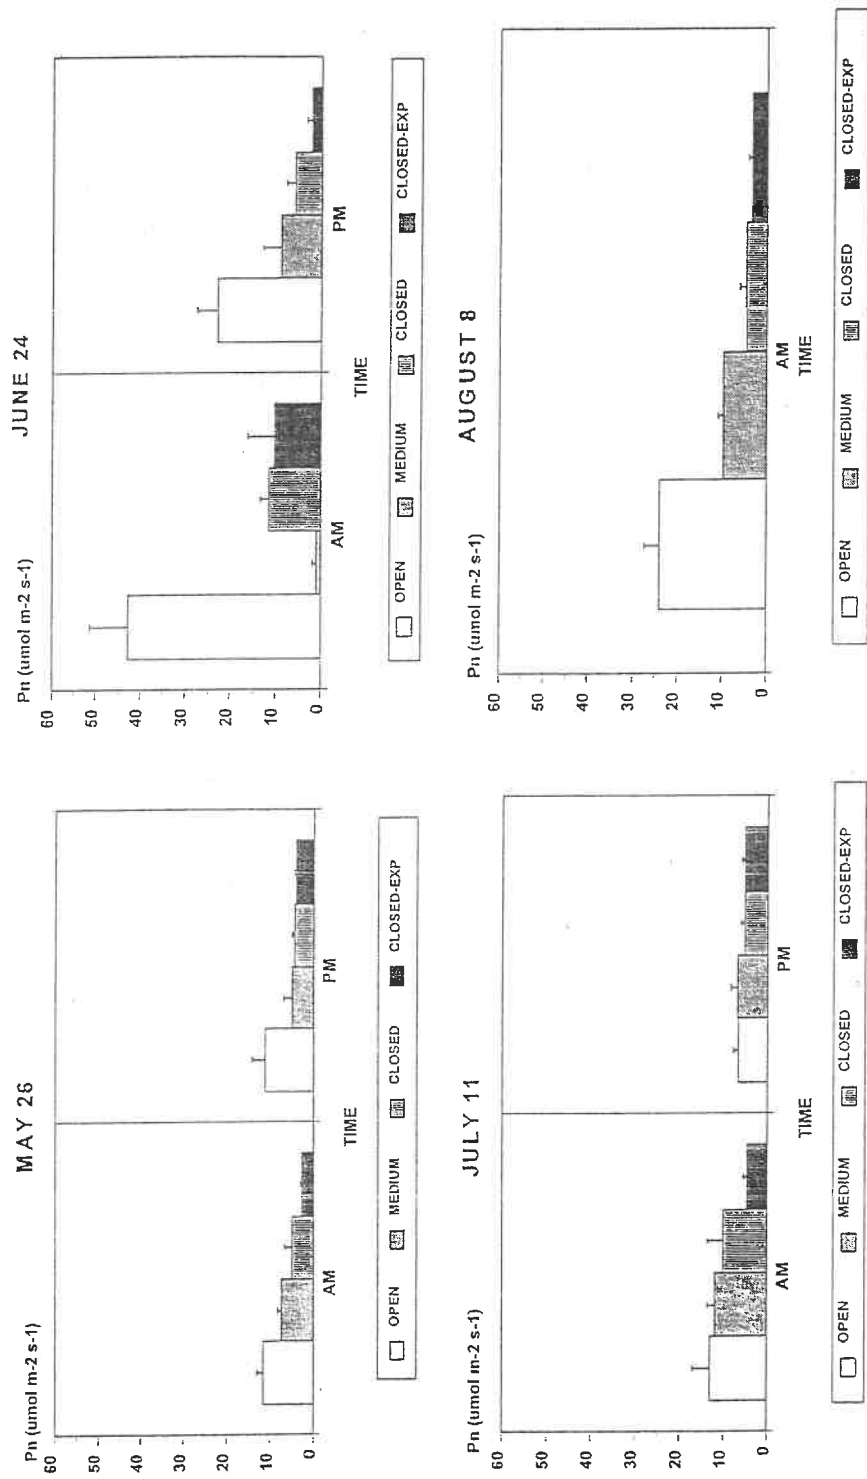 MAY 26
Pn (umol m-2 s-1)
60
50
40
30
20
10
0
AM
PM
TIME
OPEN MEDIUM CLOSED CLOSED-EXP
JUNE 24
Pn (umol m-2 s-1)
60
50
40
30
20
10
0
AM
PM
TIME
OPEN MEDIUM CLOSED CLOSED-EXP
JULY 11
Pn (umol m-2 s-1)
60
50
40
30
20
10
0
AM
PM
TIME
OPEN MEDIUM CLOSED CLOSED-EXP
AUGUST 8
Pn (umol m-2 s-1)
60
50
40
30
20
10
0
AM
TIME
OPEN MEDIUM CLOSED CLOSED-EXP